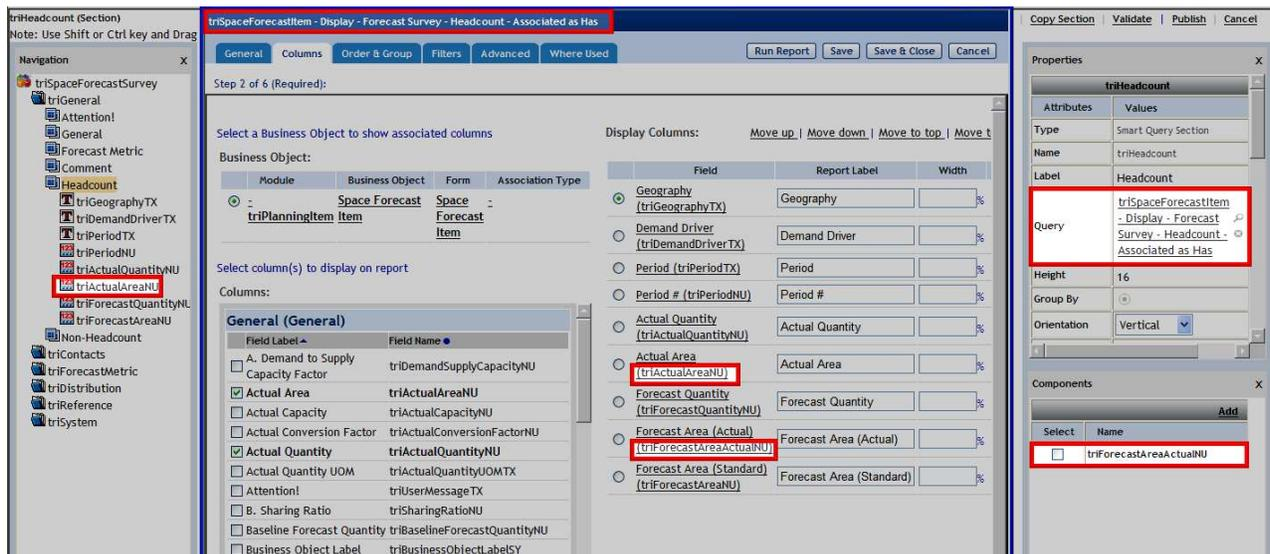 triHeadcount (Section)
Note: Use Shift or Ctrl key and Drag
Navigation X
triSpaceForecastSurvey
triGeneral
Attention!
General
Forecast Metric
Comment
Headcount
triGeographyTX
triDemandDriverTX
triPeriodTX
triPeriodNU
triActualQuantityNU
triActualAreaNU
triForecastQuantityNU
triForecastAreaNU
Non-Headcount
triContacts
triForecastMetric
triDistribution
triReference
triSystem
triSpaceForecastItem - Display - Forecast Survey - Headcount - Associated as Has
General Columns Order & Group Filters Advanced Where Used
Run Report Save Save & Close Cancel
Step 2 of 6 (Required):
Select a Business Object to show associated columns
Business Object:
Module Business Object Form Association Type
- triPlanningItem Space Forecast Item Space Forecast Item -
Select column(s) to display on report
Columns:
General (General)
Field Label Field Name
A. Demand to Supply Capacity Factor triDemandSupplyCapacityNU
Actual Area triActualAreaNU
Actual Capacity triActualCapacityNU
Actual Conversion Factor triActualConversionFactorNU
Actual Quantity triActualQuantityNU
Actual Quantity UOM triActualQuantityUOMTX
Attention! triUserMessageTX
B. Sharing Ratio triSharingRatioNU
Baseline Forecast Quantity triBaselineForecastQuantityNU
Business Object Label triBusinessObjectLabelSY
Display Columns: Move up | Move down | Move to top | Move t
Field Report Label Width
Geography (triGeographyTX) Geography %
Demand Driver (triDemandDriverTX) Demand Driver %
Period (triPeriodTX) Period %
Period # (triPeriodNU) Period # %
Actual Quantity (triActualQuantityNU) Actual Quantity %
Actual Area (triActualAreaNU) Actual Area %
Forecast Quantity (triForecastQuantityNU) Forecast Quantity %
Forecast Area (Actual) (triForecastAreaActualNU) Forecast Area (Actual) %
Forecast Area (Standard) (triForecastAreaNU) Forecast Area (Standard) %
Copy Section | Validate | Publish | Cancel
Properties X
triHeadcount
Attributes Values
Type Smart Query Section
Name triHeadcount
Label Headcount
Query triSpaceForecastItem - Display - Forecast Survey - Headcount - Associated as Has
Height 16
Group By
Orientation Vertical
Components X
Add
Select Name
triForecastAreaActualNU